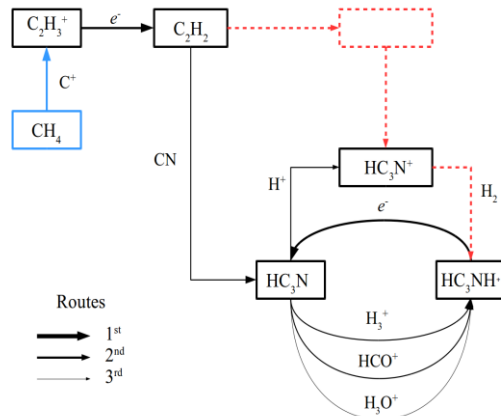 C₂H₃⁺
e⁻
C₂H₂
C⁺
CH₄
CN
HC₃N⁺
H⁺
H₂
e⁻
HC₃N
HC₃NH⁺
Routes
H₃⁺
1st
2nd
HCO⁺
3rd
H₃O⁺